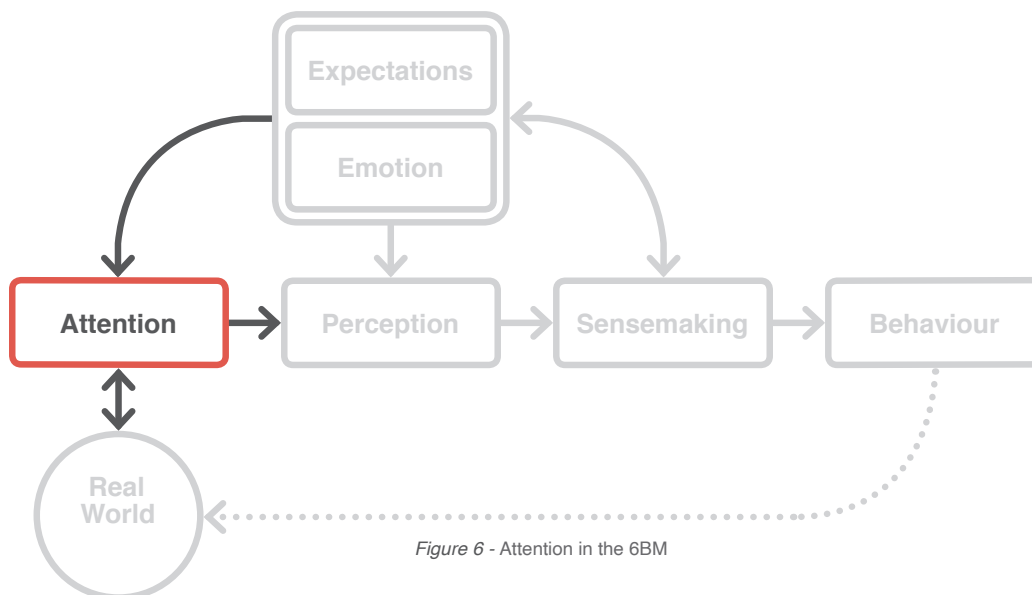 Expectations
Emotion
Attention
Perception
Sensemaking
Behaviour
Real
World
Figure 6 - Attention in the 6BM